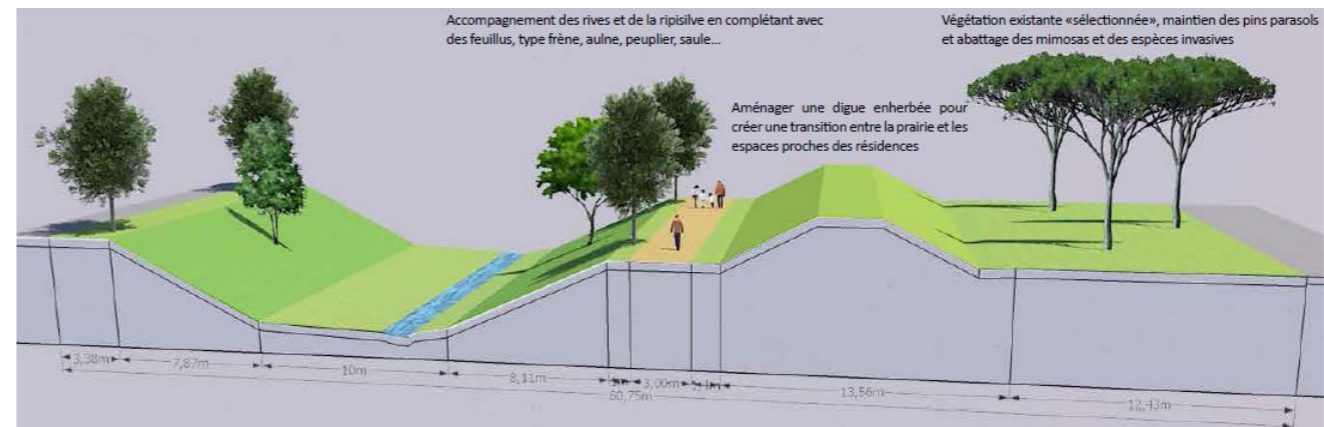 Accompagnement des rives et de la ripisilve en complétant avec
des feuillus, type frêne, aulne, peuplier, saule...
Végétation existante «sélectionnée», maintien des pins parasols
et abattage des mimosas et des espèces invasives
Aménager une digue enherbée pour
créer une transition entre la prairie et les
espaces proches des résidences
3,38m
7,87m
10m
8,11m
3,00m
13,56m
12,43m
60,75m